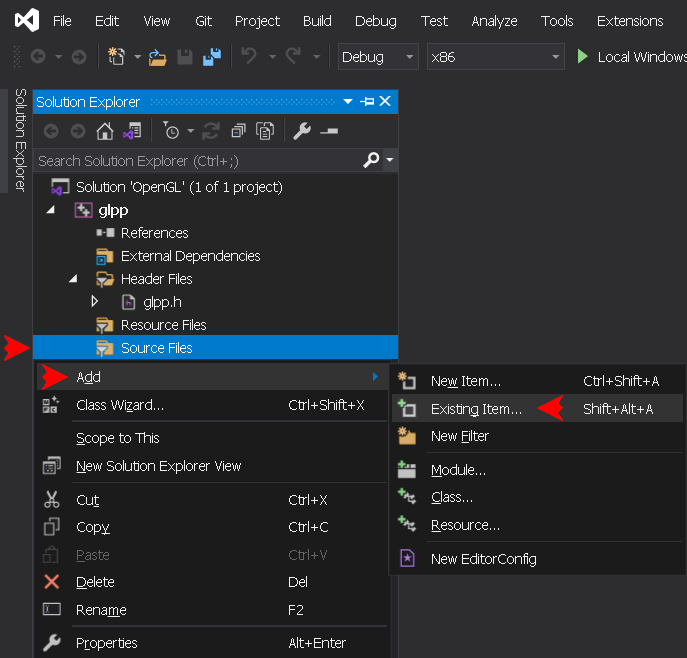 File Edit View Git Project Build Debug Test Analyze Tools Extensions
Debug x86 Local Windows
Solution Explorer
Solution Explorer
Search Solution Explorer (Ctrl+;)
Solution 'OpenGL' (1 of 1 project)
glpp
References
External Dependencies
Header Files
glpp.h
Resource Files
Source Files
Add
Class Wizard... Ctrl+Shift+X
Scope to This
New Solution Explorer View
Cut Ctrl+X
Copy Ctrl+C
Paste Ctrl+V
Delete Del
Rename F2
Properties Alt+Enter
New Item... Ctrl+Shift+A
Existing Item... Shift+Alt+A
New Filter
Module...
Class...
Resource...
New EditorConfig